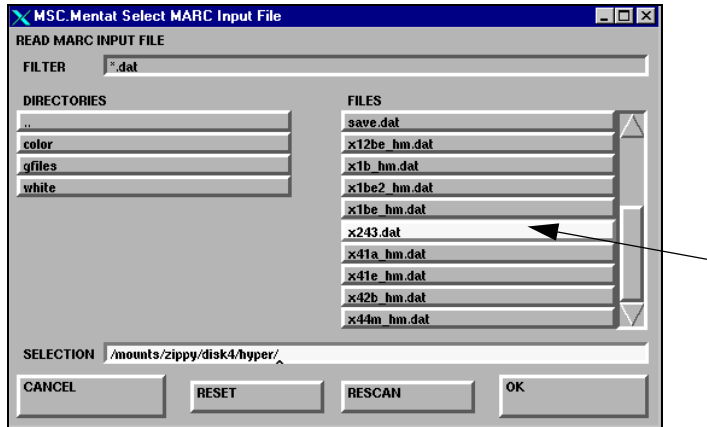 MSC.Mentat Select MARC Input File
READ MARC INPUT FILE
FILTER *.dat
DIRECTORIES
..
color
gfiles
white
FILES
save.dat
x12be_hm.dat
x1b_hm.dat
x1be2_hm.dat
x1be_hm.dat
x243.dat
x41a_hm.dat
x41e_hm.dat
x42b_hm.dat
x44m_hm.dat
SELECTION /mounts/zippy/disk4/hyper/
CANCEL RESET RESCAN OK